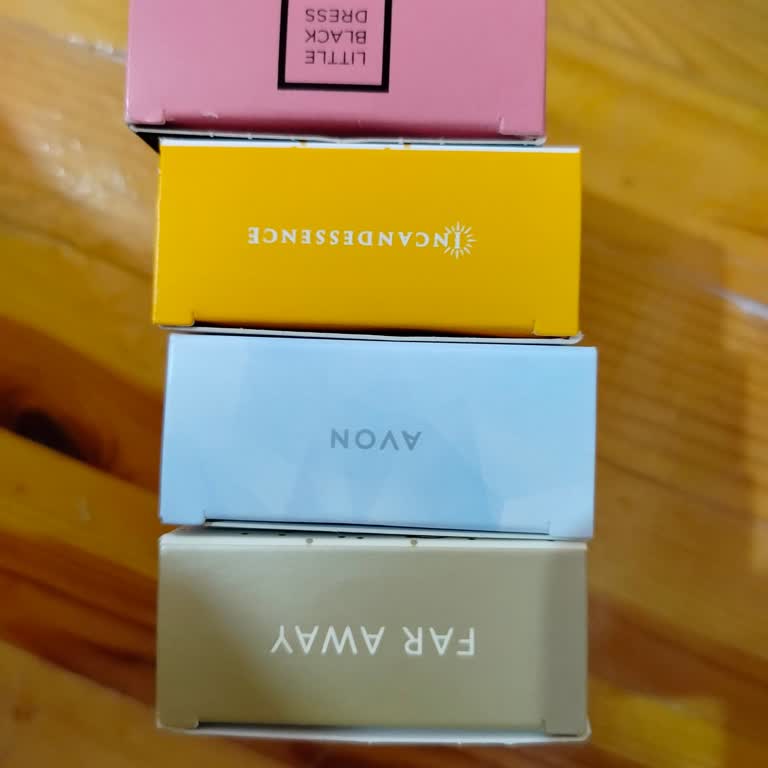 LITTLE
BLACK
DRESS
INCANDESSENCE
AVON
FAR AWAY